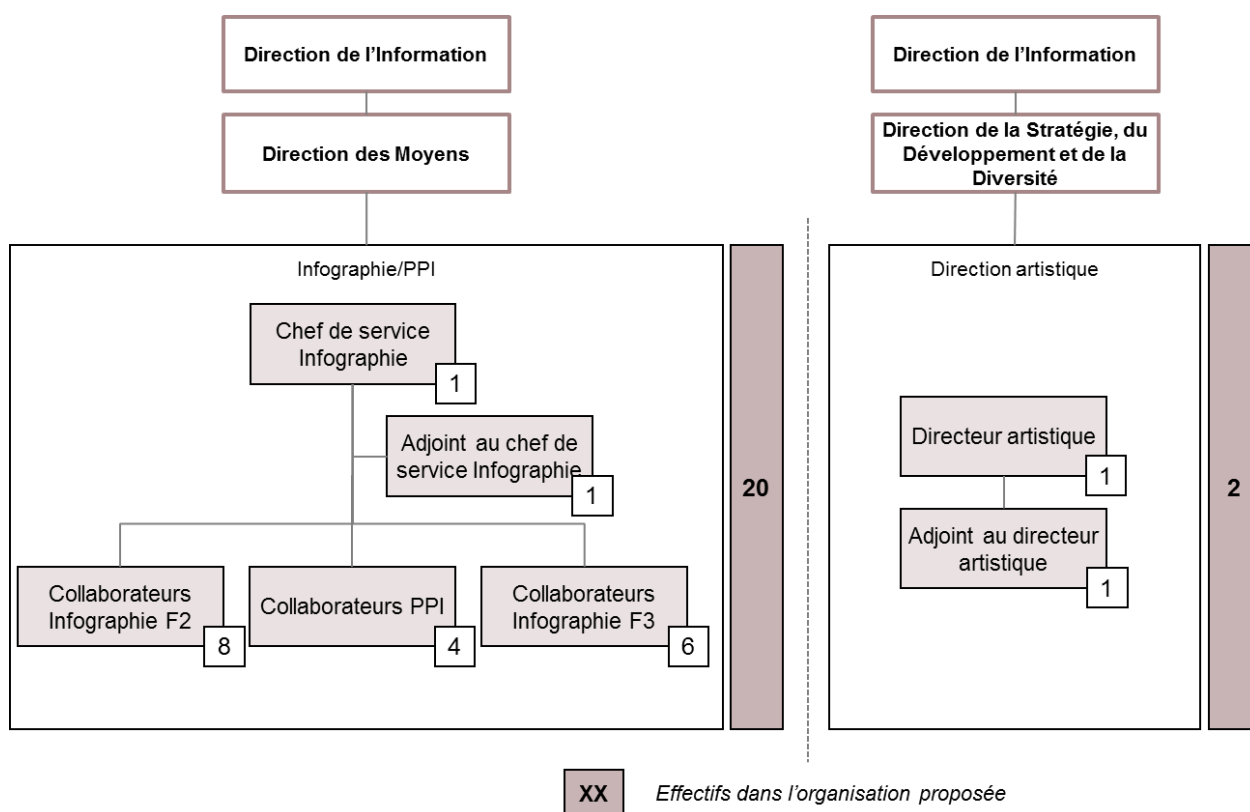 Direction de l'Information
Direction des Moyens
Infographie/PPI
Chef de service
Infographie
1
Adjoint au chef de
service Infographie
1
Collaborateurs
Infographie F2
8
Collaborateurs PPI
4
Collaborateurs
Infographie F3
6
20
Direction de l'Information
Direction de la Stratégie, du
Développement et de la
Diversité
Direction artistique
Directeur artistique
1
Adjoint au directeur
artistique
1
2
XX
Effectifs dans l'organisation proposée